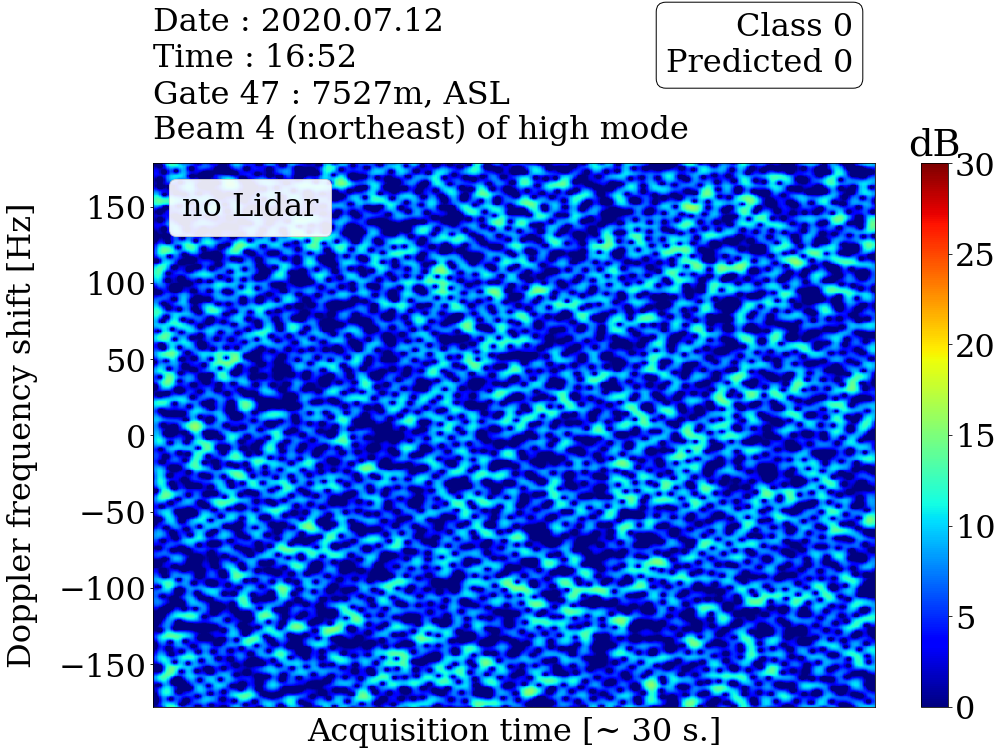 Date : 2020.07.12
Time : 16:52
Gate 47 : 7527m, ASL
Beam 4 (northeast) of high mode
Class 0
Predicted 0
dB
no Lidar
Doppler frequency shift [Hz]
150
100
50
0
−50
−100
−150
30
25
20
15
10
5
0
Acquisition time [~ 30 s.]